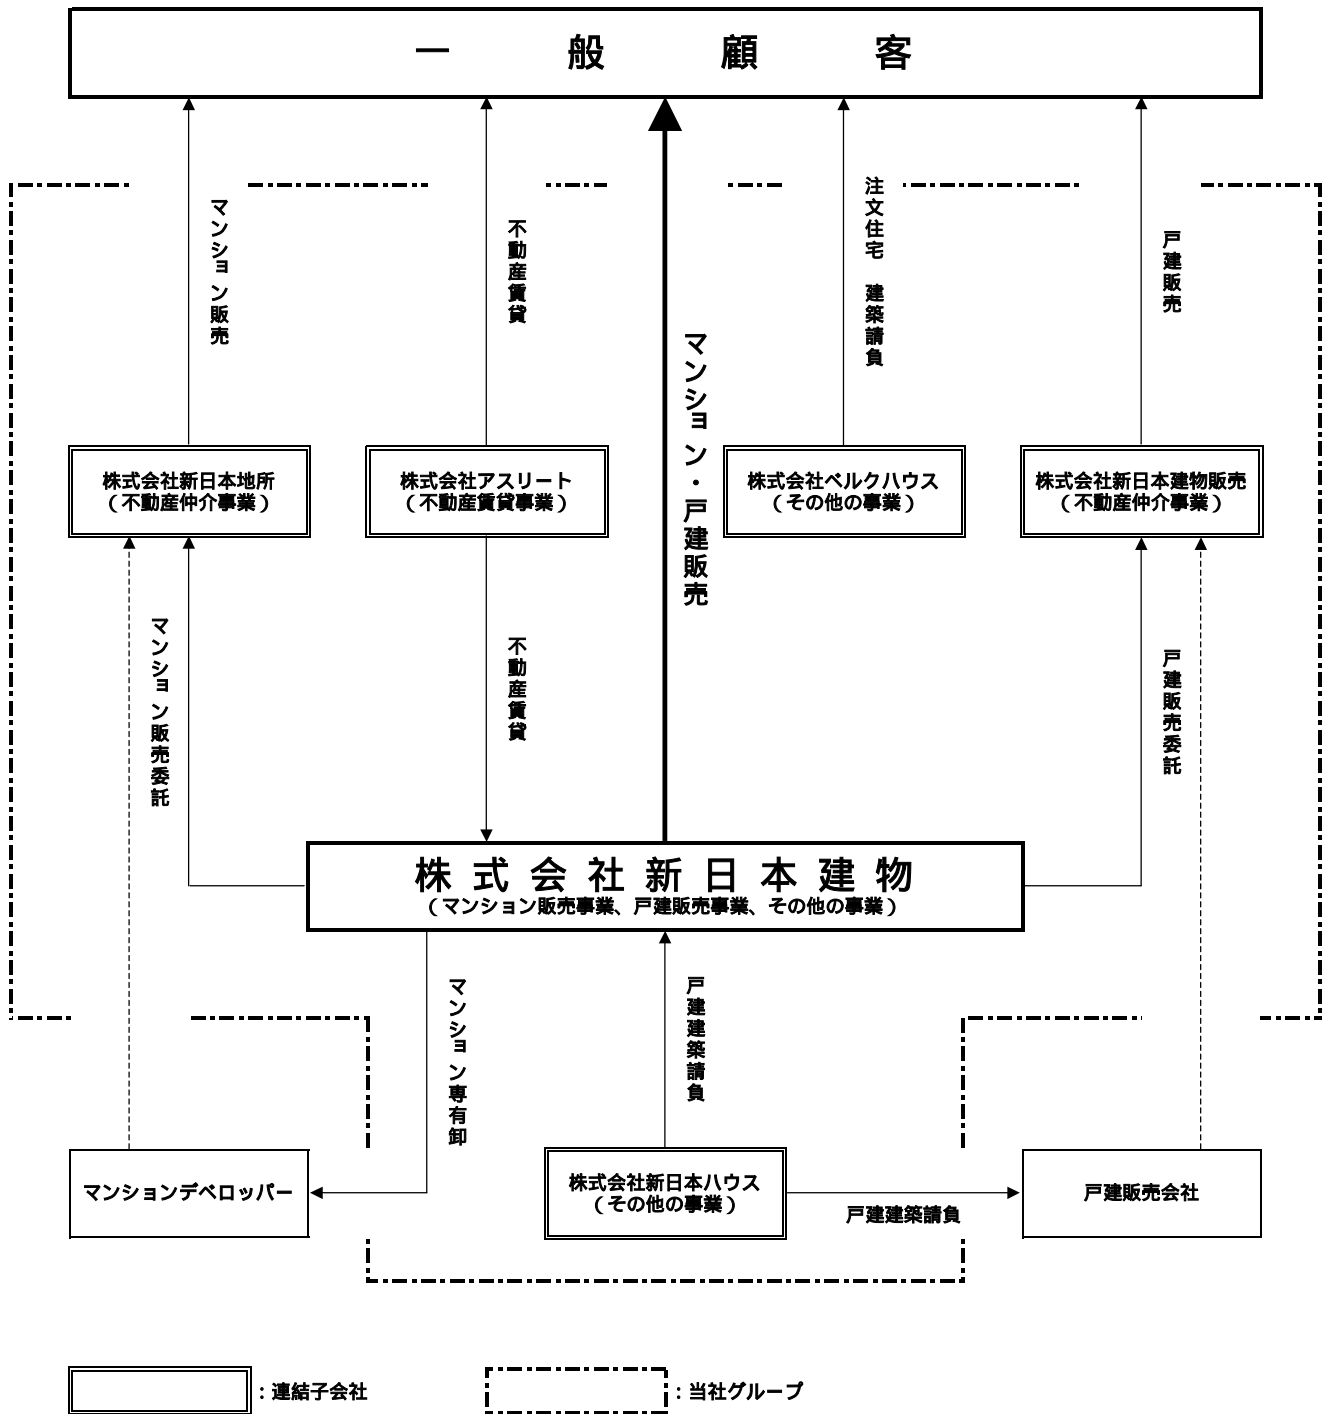 一般顧客
マンション販売
不動産賃貸
マンション・戸建販売
注文住宅 建築請負
戸建販売
株式会社新日本地所
（不動産仲介事業）
株式会社アスリート
（不動産賃貸事業）
株式会社ベルクハウス
（その他の事業）
株式会社新日本建物販売
（不動産仲介事業）
マンション販売委託
不動産賃貸
戸建販売委託
株式会社新日本建物
（マンション販売事業、戸建販売事業、その他の事業）
マンション専有卸
戸建建築請負
マンションデベロッパー
株式会社新日本ハウス
（その他の事業）
戸建建築請負
戸建販売会社
：連結子会社
：当社グループ